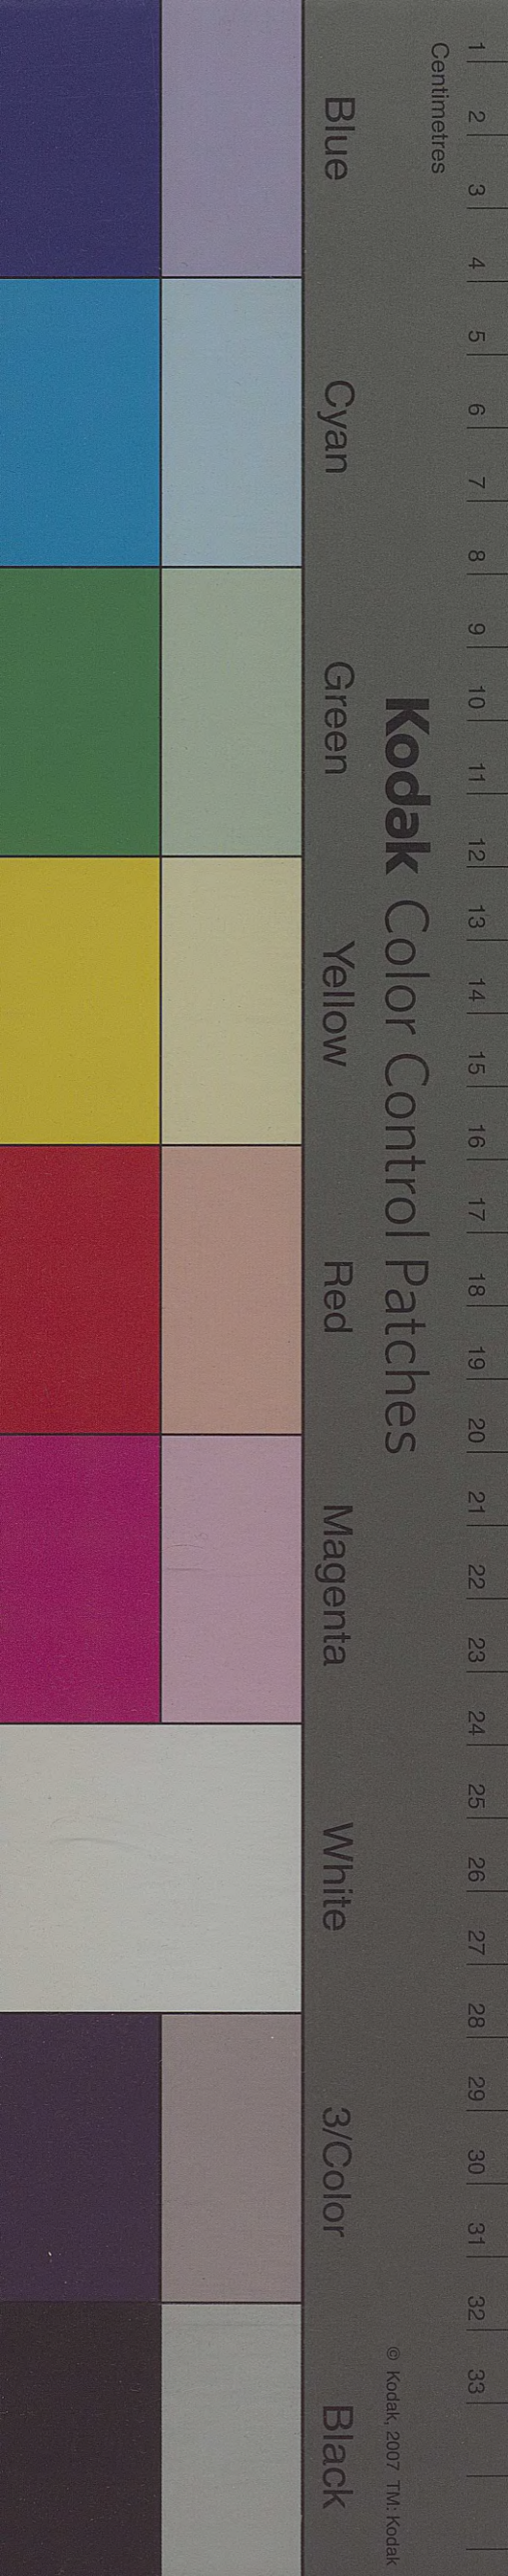 Centimetres
1 2 3 4 5 6 7 8 9 10 11 12 13 14 15 16 17 18 19 20 21 22 23 24 25 26 27 28 29 30 31 32 33
Kodak Color Control Patches
© Kodak, 2007 TM: Kodak
Blue Cyan Green Yellow Red Magenta White 3/Color Black